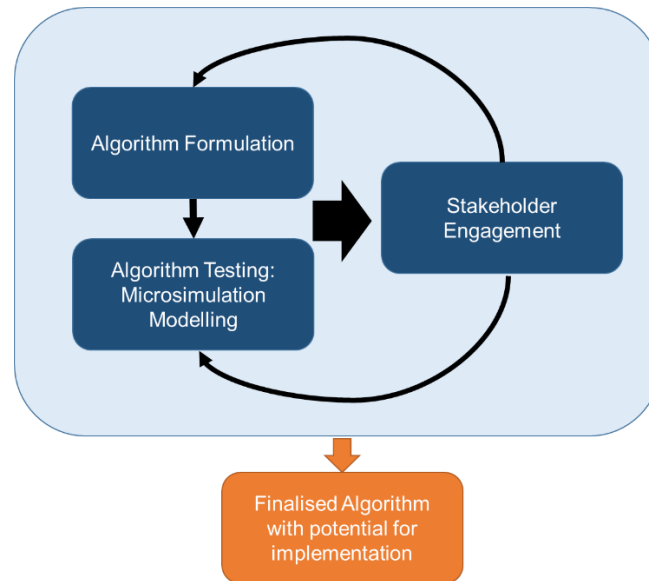 Algorithm Formulation
Algorithm Testing:
Microsimulation
Modelling
Stakeholder
Engagement
Finalised Algorithm
with potential for
implementation